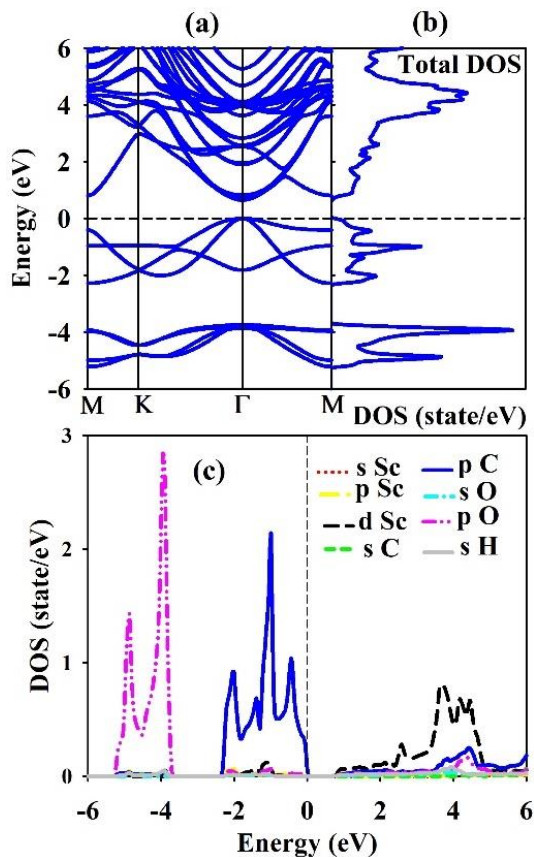 (a) (b)
6
4
2
0
-2
-4
-6
Energy (eV)
Total DOS
M K Γ M
DOS (state/eV)
(c)
s Sc
p Sc
d Sc
s C
p C
s O
p O
s H
3
2
1
0
DOS (state/eV)
-6 -4 -2 0 2 4 6
Energy (eV)